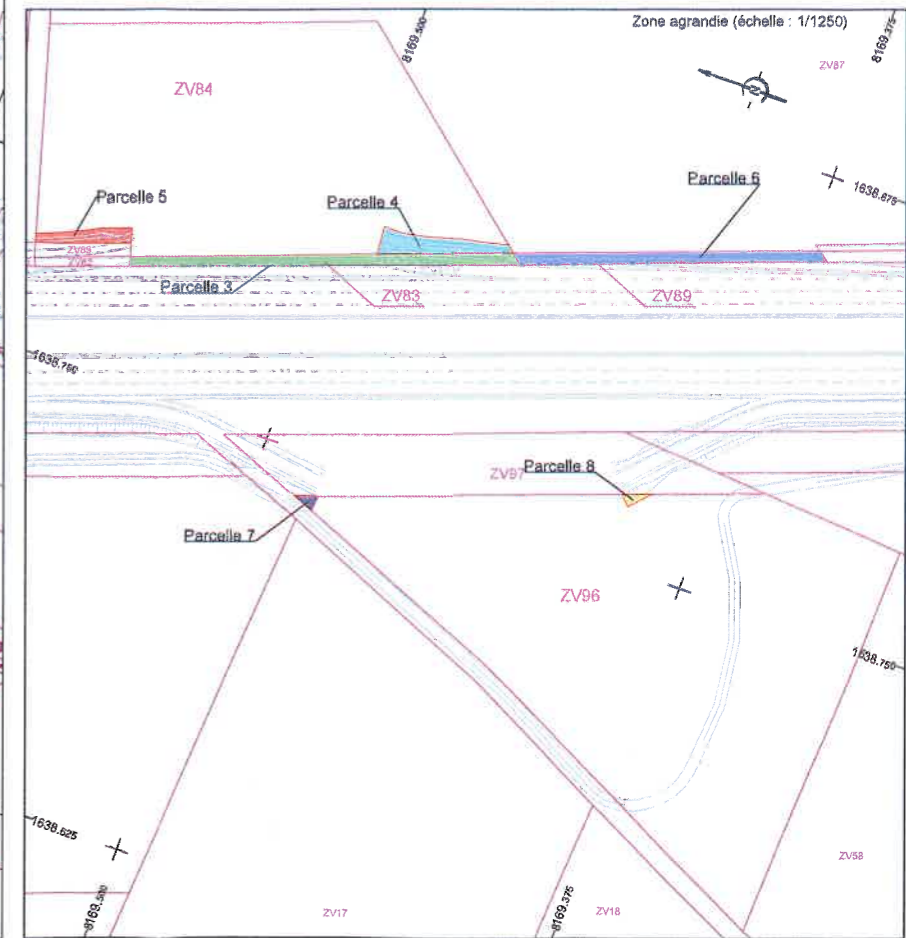 Zone agrandie (échelle : 1/1250)
8169.500
8169.375
ZV87
ZV84
N
Parcelle 6
1638.875
Parcelle 5
Parcelle 4
ZV85
Parcelle 3
ZV83
ZV89
1638.750
ZV97
Parcelle 8
Parcelle 7
ZV96
1638.750
1638.625
ZV58
8169.500
ZV17
8169.375
ZV18